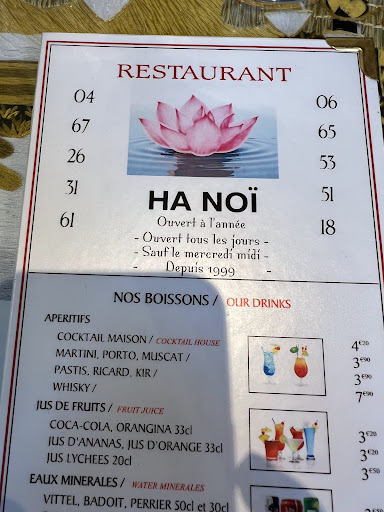 RESTAURANT
04
06
67
65
26
53
31
51
61
18
HA NOÏ
Ouvert à l'année
- Ouvert tous les jours -
- Sauf le mercredi midi -
- Depuis 1999 -
NOS BOISSONS / OUR DRINKS
APERITIFS
COCKTAIL MAISON / COCKTAIL HOUSE 4€20
MARTINI, PORTO, MUSCAT / 3€90
PASTIS, RICARD, KIR / 3€90
WHISKY / 7€90
JUS DE FRUITS / FRUIT JUICE
COCA-COLA, ORANGINA 33cl 3€20
JUS D'ANANAS, JUS D'ORANGE 33cl 3€20
JUS LYCHEES 20cl 3€50
EAUX MINERALES / WATER MINERALES
VITTEL, BADOIT, PERRIER 50cl et 30cl